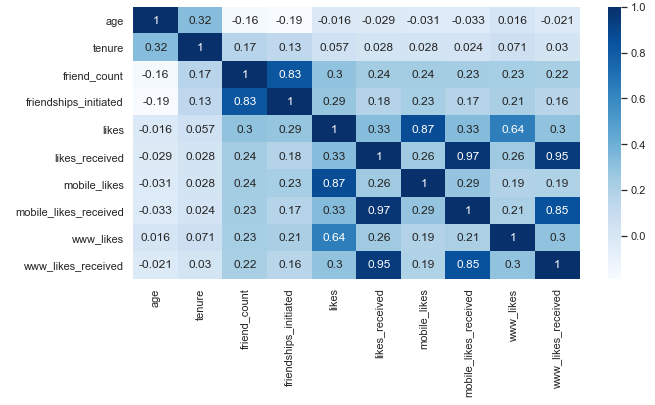 age 1 0.32 -0.16 -0.19 -0.016 -0.029 -0.031 -0.033 0.016 -0.021
tenure 0.32 1 0.17 0.13 0.057 0.028 0.028 0.024 0.071 0.03
friend_count -0.16 0.17 1 0.83 0.3 0.24 0.24 0.23 0.23 0.22
friendships_initiated -0.19 0.13 0.83 1 0.29 0.18 0.23 0.17 0.21 0.16
likes -0.016 0.057 0.3 0.29 1 0.33 0.87 0.33 0.64 0.3
likes_received -0.029 0.028 0.24 0.18 0.33 1 0.26 0.97 0.26 0.95
mobile_likes -0.031 0.028 0.24 0.23 0.87 0.26 1 0.29 0.19 0.19
mobile_likes_received -0.033 0.024 0.23 0.17 0.33 0.97 0.29 1 0.21 0.85
www_likes 0.016 0.071 0.23 0.21 0.64 0.26 0.19 0.21 1 0.3
www_likes_received -0.021 0.03 0.22 0.16 0.3 0.95 0.19 0.85 0.3 1
age
tenure
friend_count
friendships_initiated
likes
likes_received
mobile_likes
mobile_likes_received
www_likes
www_likes_received
1.0
0.8
0.6
0.4
0.2
0.0